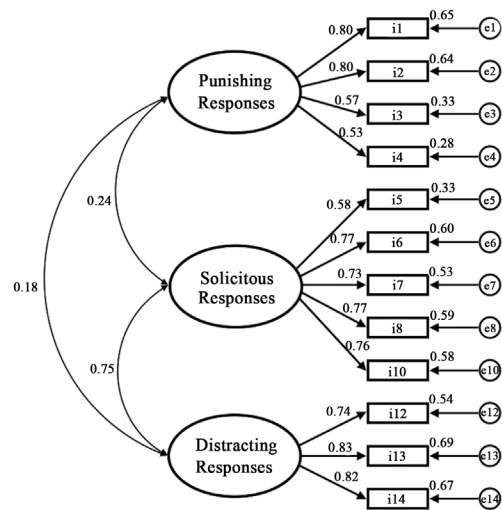 0.80 i1 0.65 e1
Punishing
Responses
0.80 i2 0.64 e2
0.57 i3 0.33 e3
0.53 i4 0.28 e4
0.24
0.18
0.58 i5 0.33 e5
0.77 i6 0.60 e6
Solicitous
Responses
0.73 i7 0.53 e7
0.77 i8 0.59 e8
0.76 i10 0.58 e10
0.75
0.74 i12 0.54 e12
Distracting
Responses
0.83 i13 0.69 e13
0.82 i14 0.67 e14